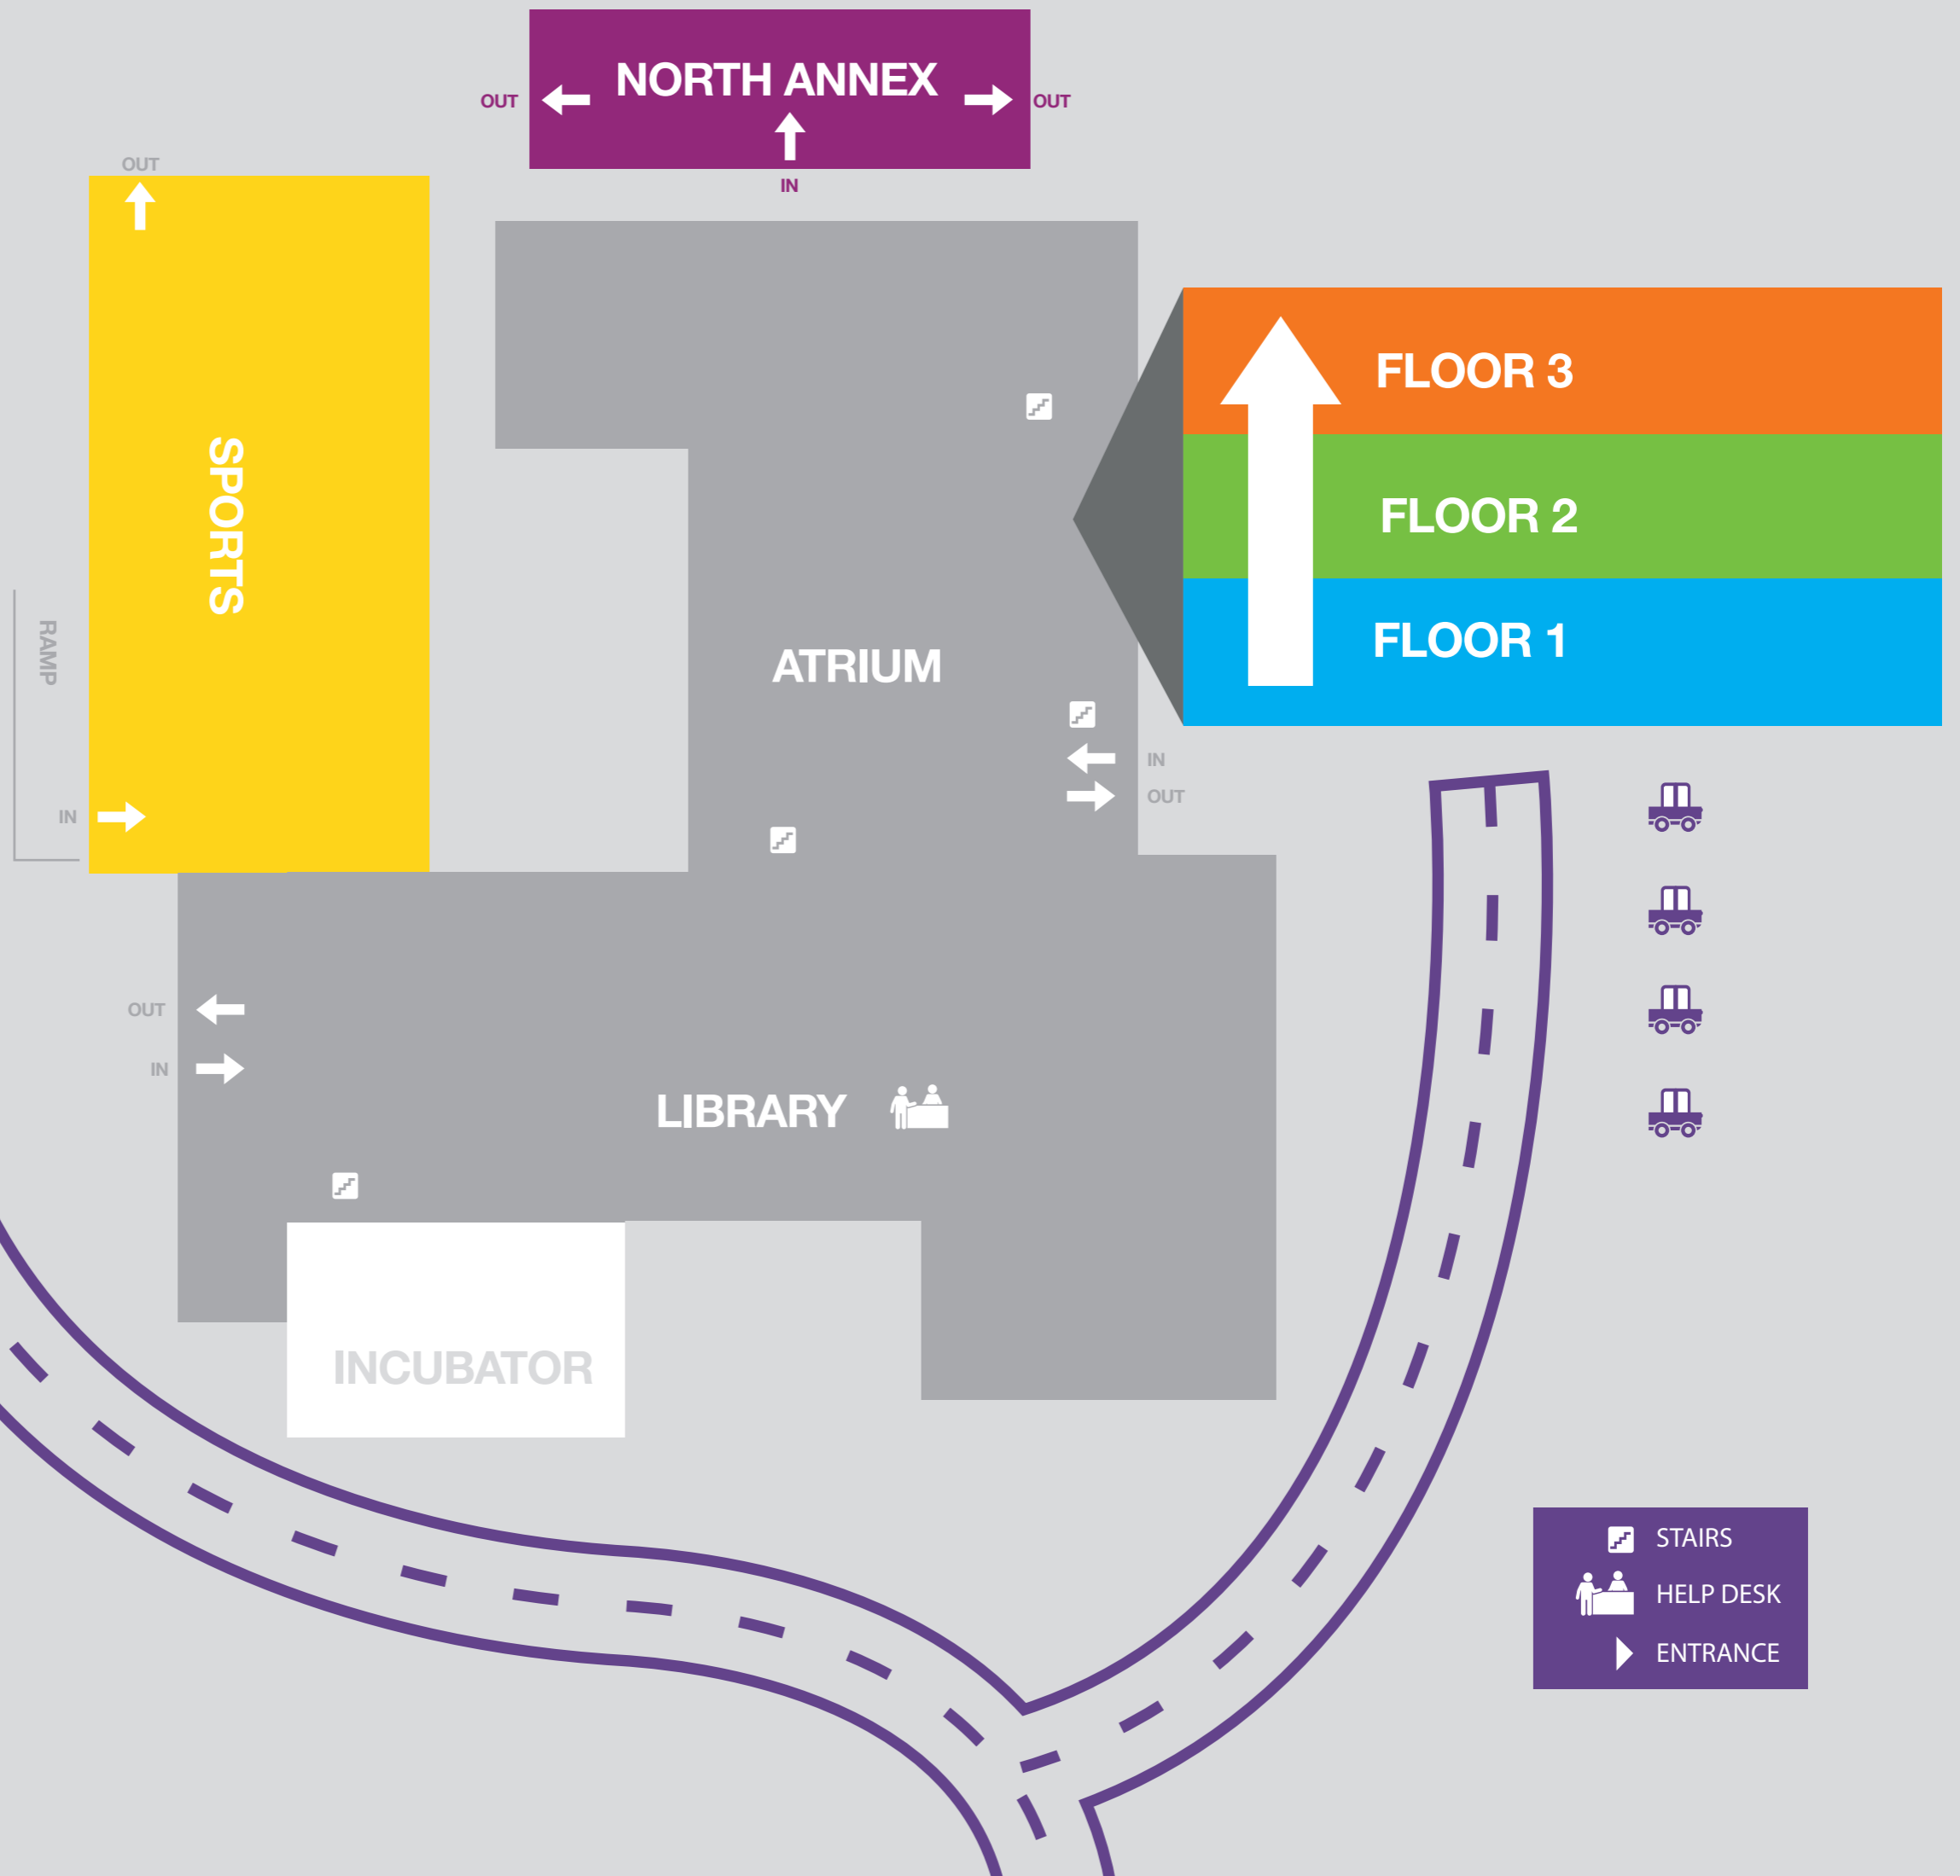 NORTH ANNEX
OUT
OUT
IN
OUT
SPORTS
RAMP
IN
FLOOR 3
FLOOR 2
FLOOR 1
ATRIUM
IN
OUT
OUT
IN
LIBRARY
INCUBATOR
STAIRS
HELP DESK
ENTRANCE